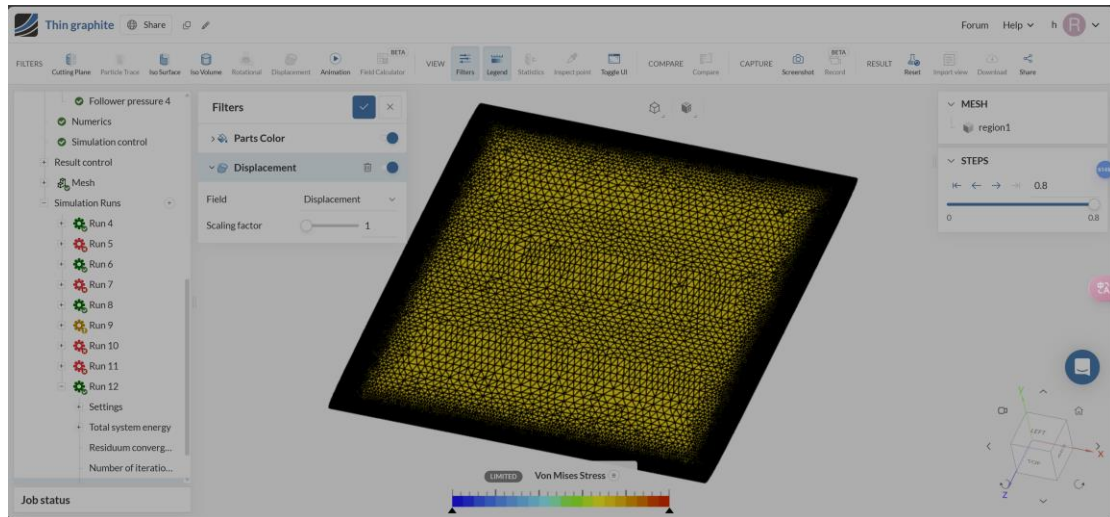 Thin graphite Share Forum Help h R
FILTERS Cutting Plane Particle Trace Iso Surface Iso Volume Rotational Displacement Animation BETA Field Calculator VIEW Filters Legend Statistics Inspect point Toggle UI COMPARE Compare CAPTURE Screenshot BETA Record RESULT Reset Import view Download Share
Follower pressure 4
Numerics
Simulation control
Result control
Mesh
Simulation Runs
Run 4
Run 5
Run 6
Run 7
Run 8
Run 9
Run 10
Run 11
Run 12
Settings
Total system energy
Residuum converg...
Number of iteratio...
Job status
Filters
Parts Color
Displacement
Field Displacement
Scaling factor 1
MESH
region1
STEPS
0.8
0 0.8
LIMITED Von Mises Stress
Y
LEFT
TOP
X
Z